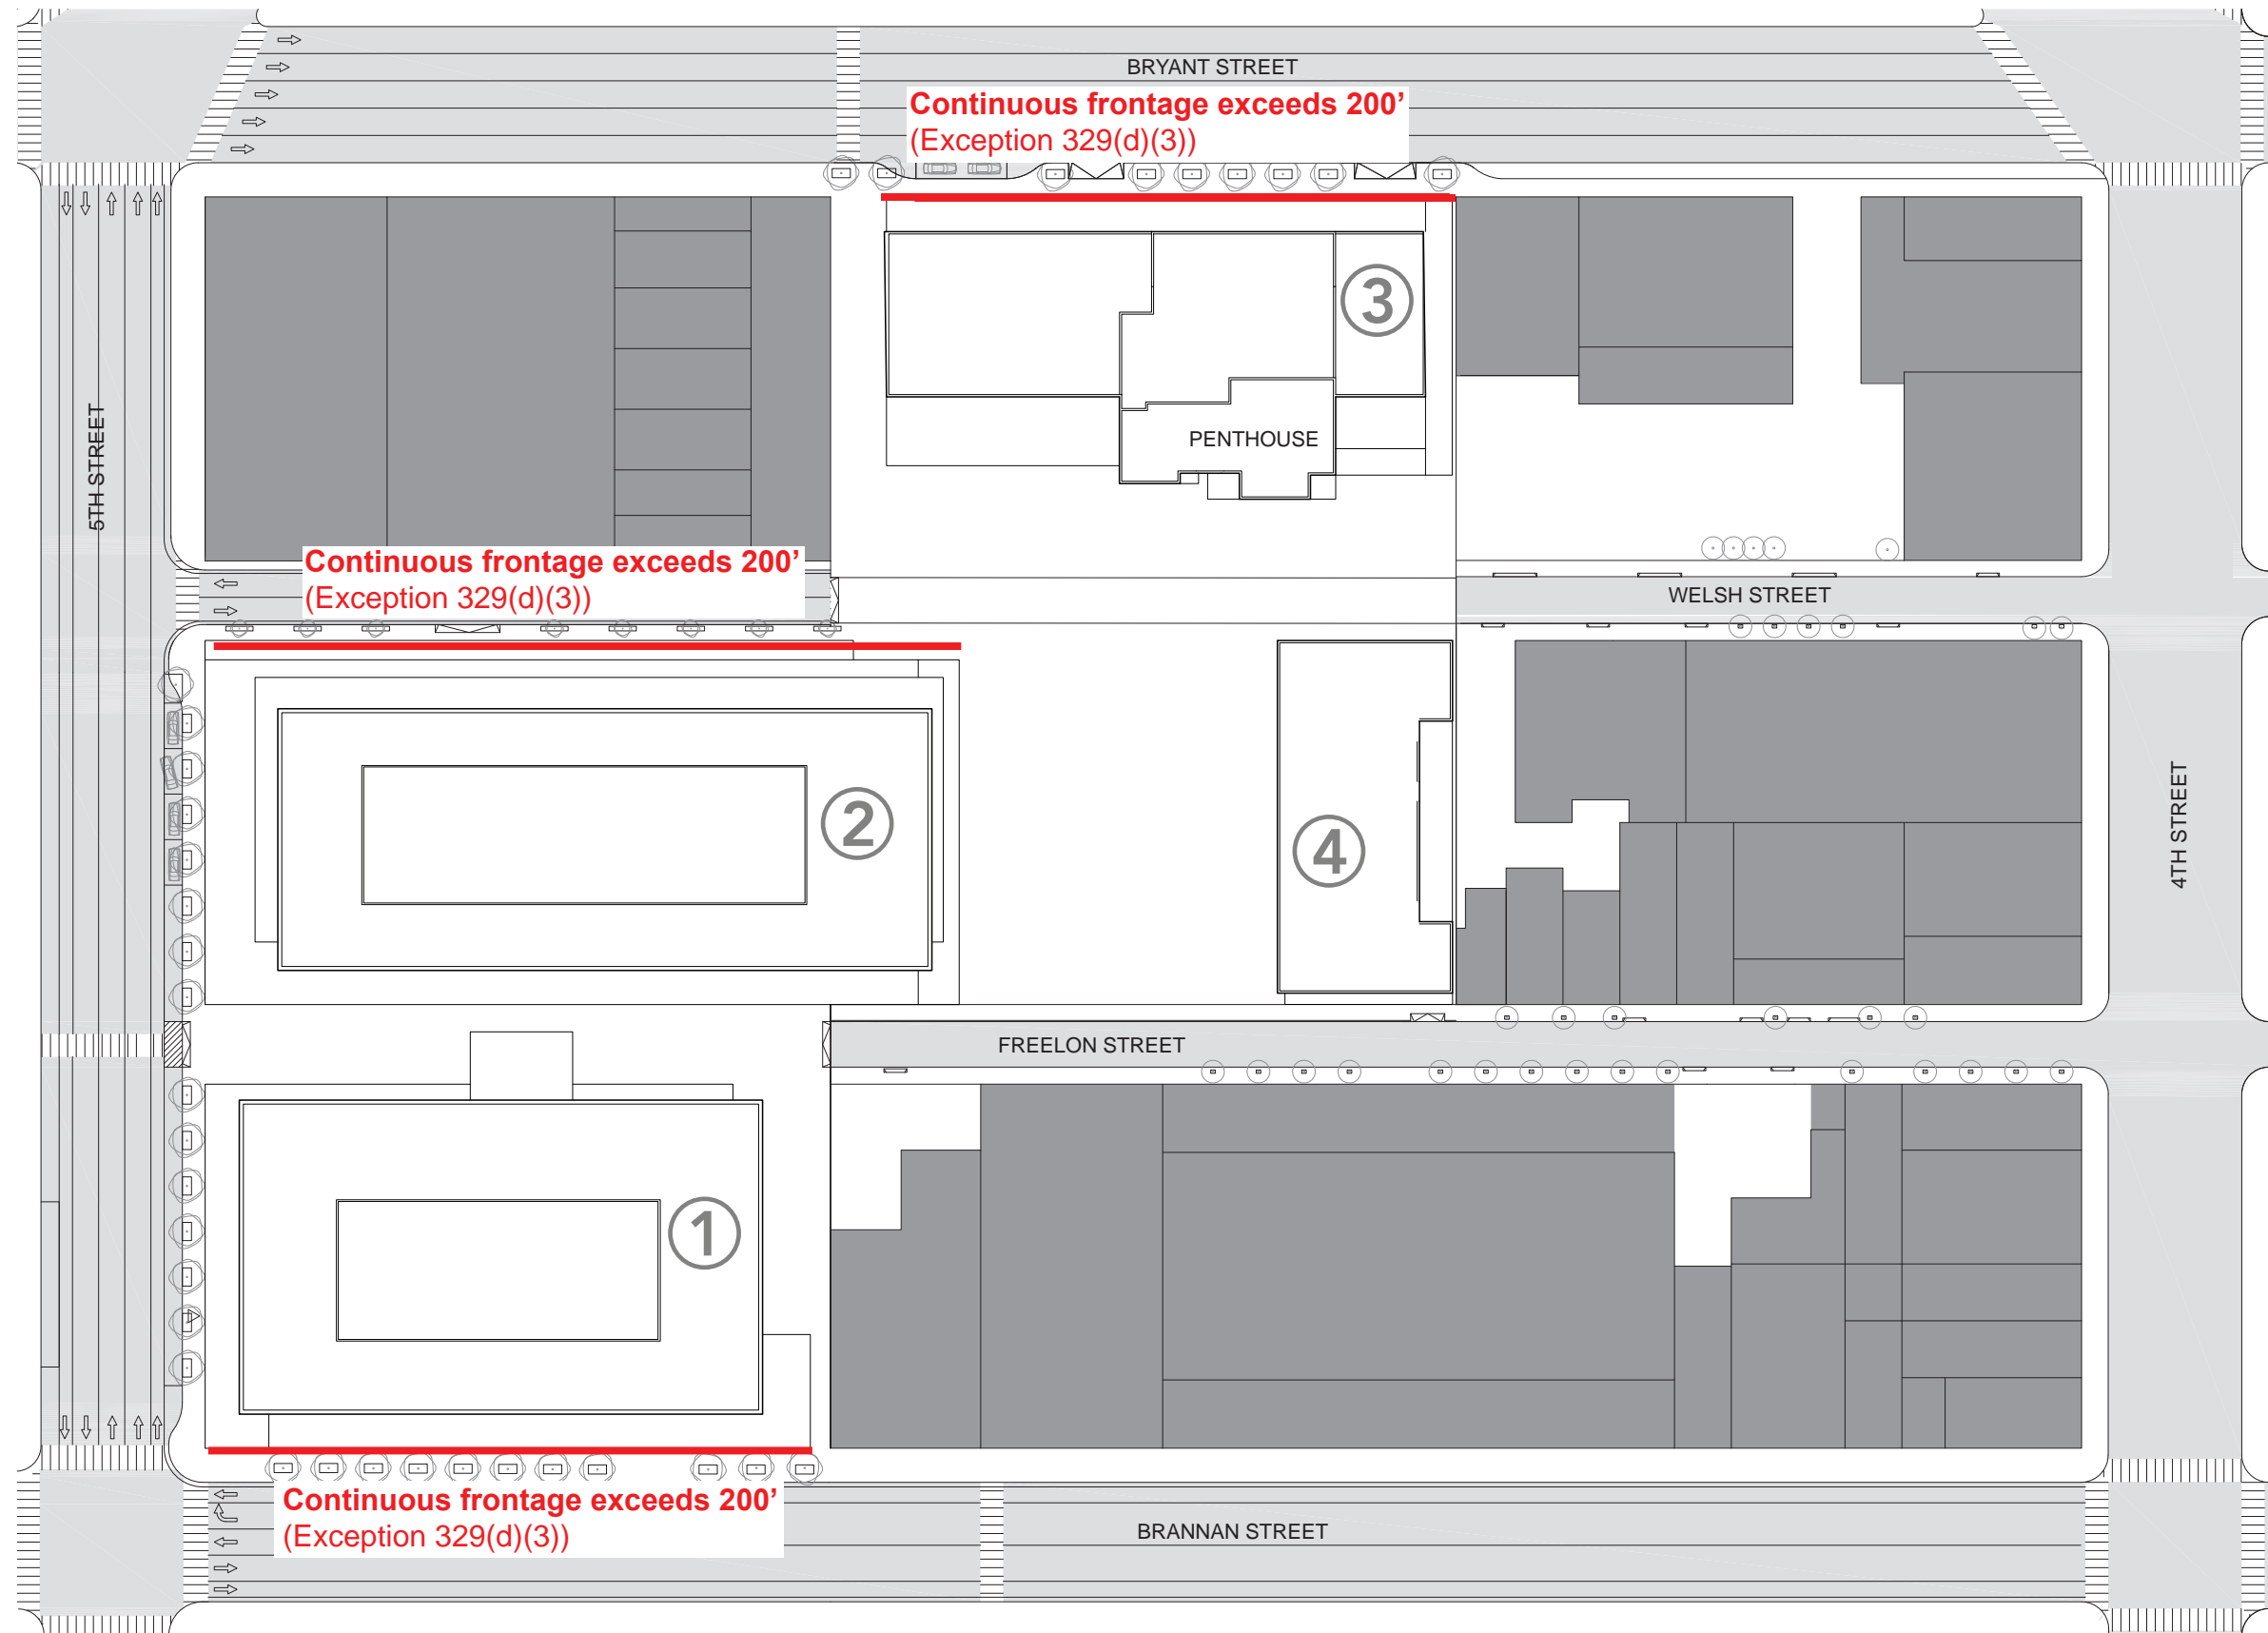 BRYANT STREET
Continuous frontage exceeds 200’
(Exception 329(d)(3))
3
5TH STREET
PENTHOUSE
Continuous frontage exceeds 200’
(Exception 329(d)(3))
WELSH STREET
2
4
4TH STREET
FREELON STREET
1
Continuous frontage exceeds 200’
(Exception 329(d)(3))
BRANNAN STREET